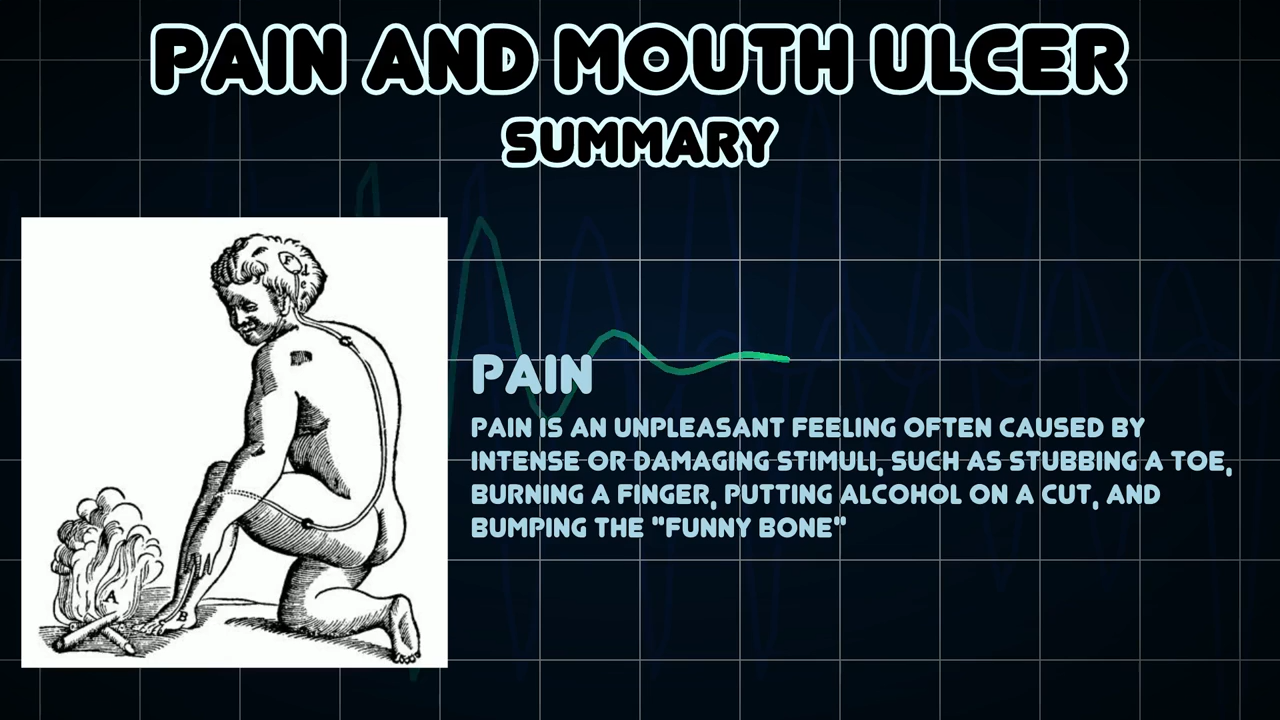 PAIN AND MOUTH ULCER
SUMMARY
PAIN
PAIN IS AN UNPLEASANT FEELING OFTEN CAUSED BY
INTENSE OR DAMAGING STIMULI, SUCH AS STUBBING A TOE,
BURNING A FINGER, PUTTING ALCOHOL ON A CUT, AND
BUMPING THE "FUNNY BONE"
A
B